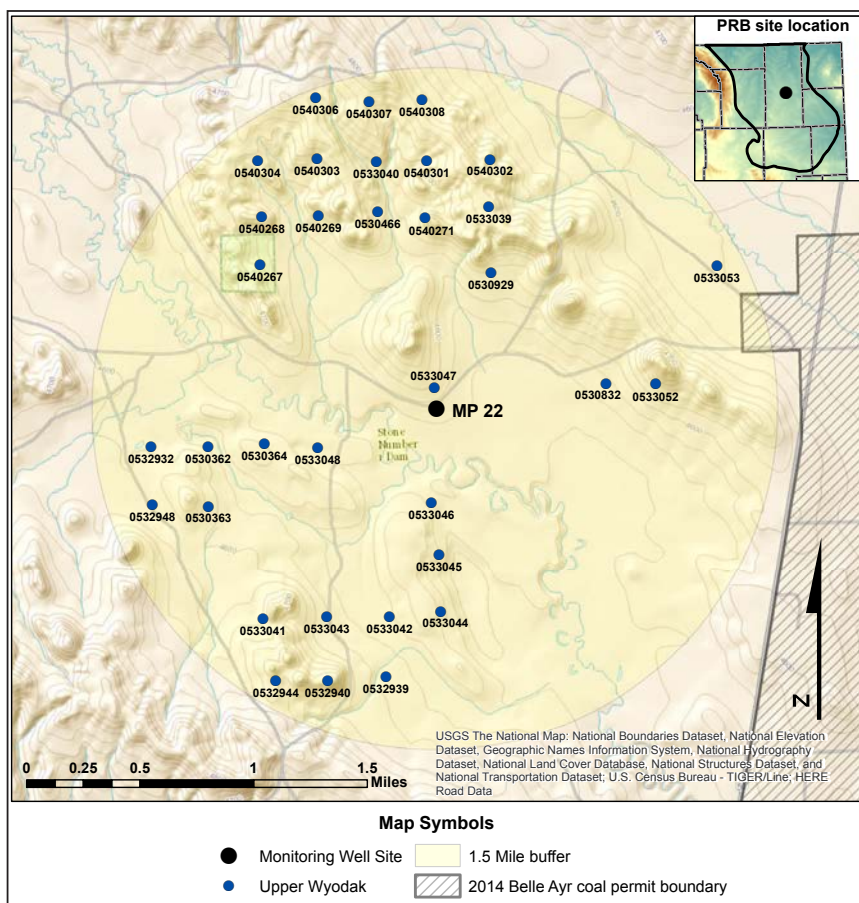 PRB site location
0540306
0540307
0540308
0540304
0540303
0533040
0540301
0540302
0540268
0540269
0530466
0540271
0533039
0540267
0530929
0533053
0533047
MP 22
0530832
0533052
Stone
Number
1 Dam
0532932
0530362
0530364
0533048
0532948
0530363
0533046
0533045
0533041
0533043
0533042
0533044
0532944
0532940
0532939
N
USGS The National Map: National Boundaries Dataset, National Elevation
Dataset, Geographic Names Information System, National Hydrography
Dataset, National Land Cover Database, National Structures Dataset, and
National Transportation Dataset; U.S. Census Bureau - TIGER/Line; HERE
Road Data
0 0.25 0.5 1 1.5
Miles
Map Symbols
Monitoring Well Site
1.5 Mile buffer
Upper Wyodak
2014 Belle Ayr coal permit boundary